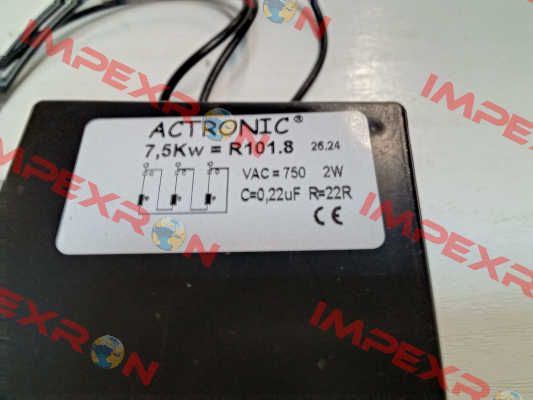 ACTRONIC®
7,5Kw = R101.8 26.24
VAC = 750 2W
C=0,22uF R=22R
CE
IMPEXRON
IMPEXRON
IMPEXRON
IMPEXRON
IMPEXRON
IMPEXRON